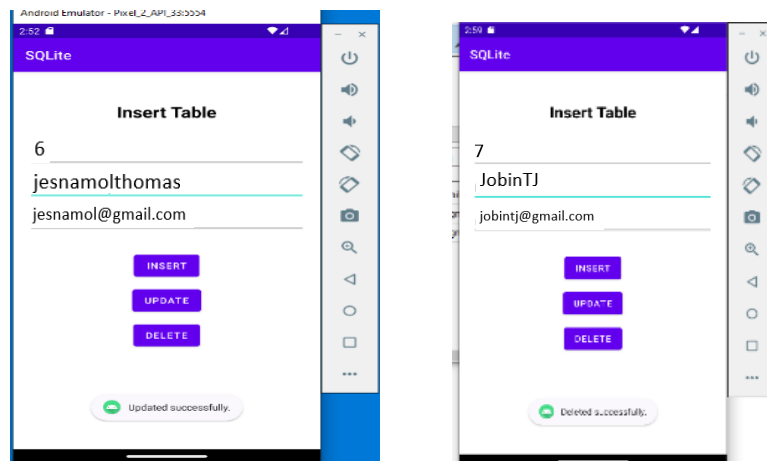 Android Emulator - Pixel_2_API_33:5554
2:52
SQLite
Insert Table
6
jesnamolthomas
jesnamol@gmail.com
INSERT
UPDATE
DELETE
Updated successfully.
2:59
SQLite
Insert Table
7
JobinTJ
jobintj@gmail.com
INSERT
UPDATE
DELETE
Deleted successfully.